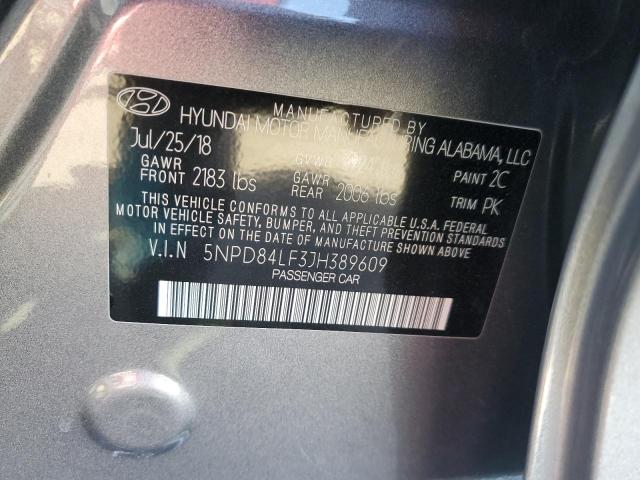 MANUFACTURED BY
HYUNDAI MOTOR MANUFACTURING ALABAMA, LLC
Jul/25/18 GVWR PAINT 2C
GAWR FRONT 2183 lbs GAWR REAR 2006 lbs TRIM PK
THIS VEHICLE CONFORMS TO ALL APPLICABLE U.S.A. FEDERAL
MOTOR VEHICLE SAFETY, BUMPER, AND THEFT PREVENTION STANDARDS
IN EFFECT ON THE DATE OF MANUFACTURE SHOWN ABOVE.
V.I.N 5NPD84LF3JH389609
PASSENGER CAR